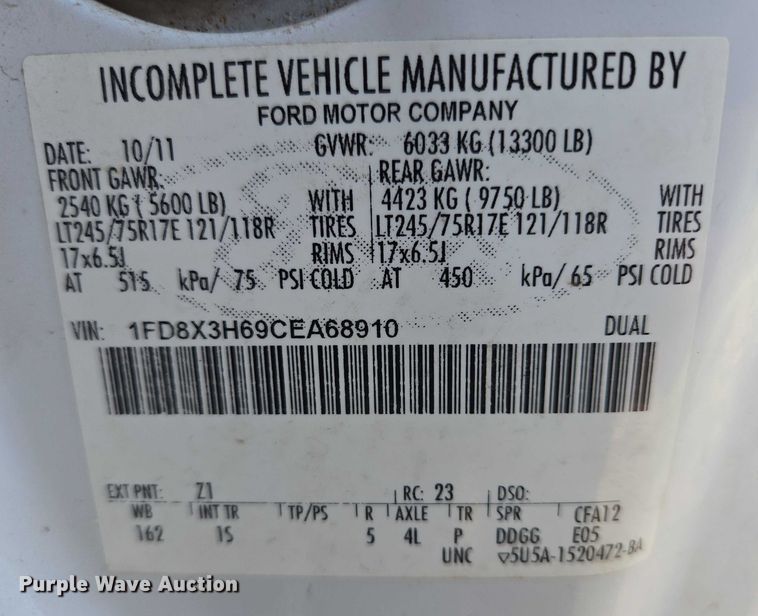 INCOMPLETE VEHICLE MANUFACTURED BY
FORD MOTOR COMPANY
DATE: 10/11 GVWR: 6033 KG (13300 LB)
FRONT GAWR: REAR GAWR:
2540 KG (5600 LB) WITH 4423 KG (9750 LB) WITH
LT245/75R17E 121/118R TIRES LT245/75R17E 121/118R TIRES
17x6.5J RIMS 17x6.5J RIMS
AT 515 kPa/ 75 PSI COLD AT 450 kPa/ 65 PSI COLD
VIN: 1FD8X3H69CEA68910 DUAL
EXT PNT: Z1 RC: 23 DSO:
WB INT TR TP/PS R AXLE TR SPR CFA12
162 1S 5 4L P DDGG E05
UNC ▽5U5A-1520472-BA
Purple Wave Auction